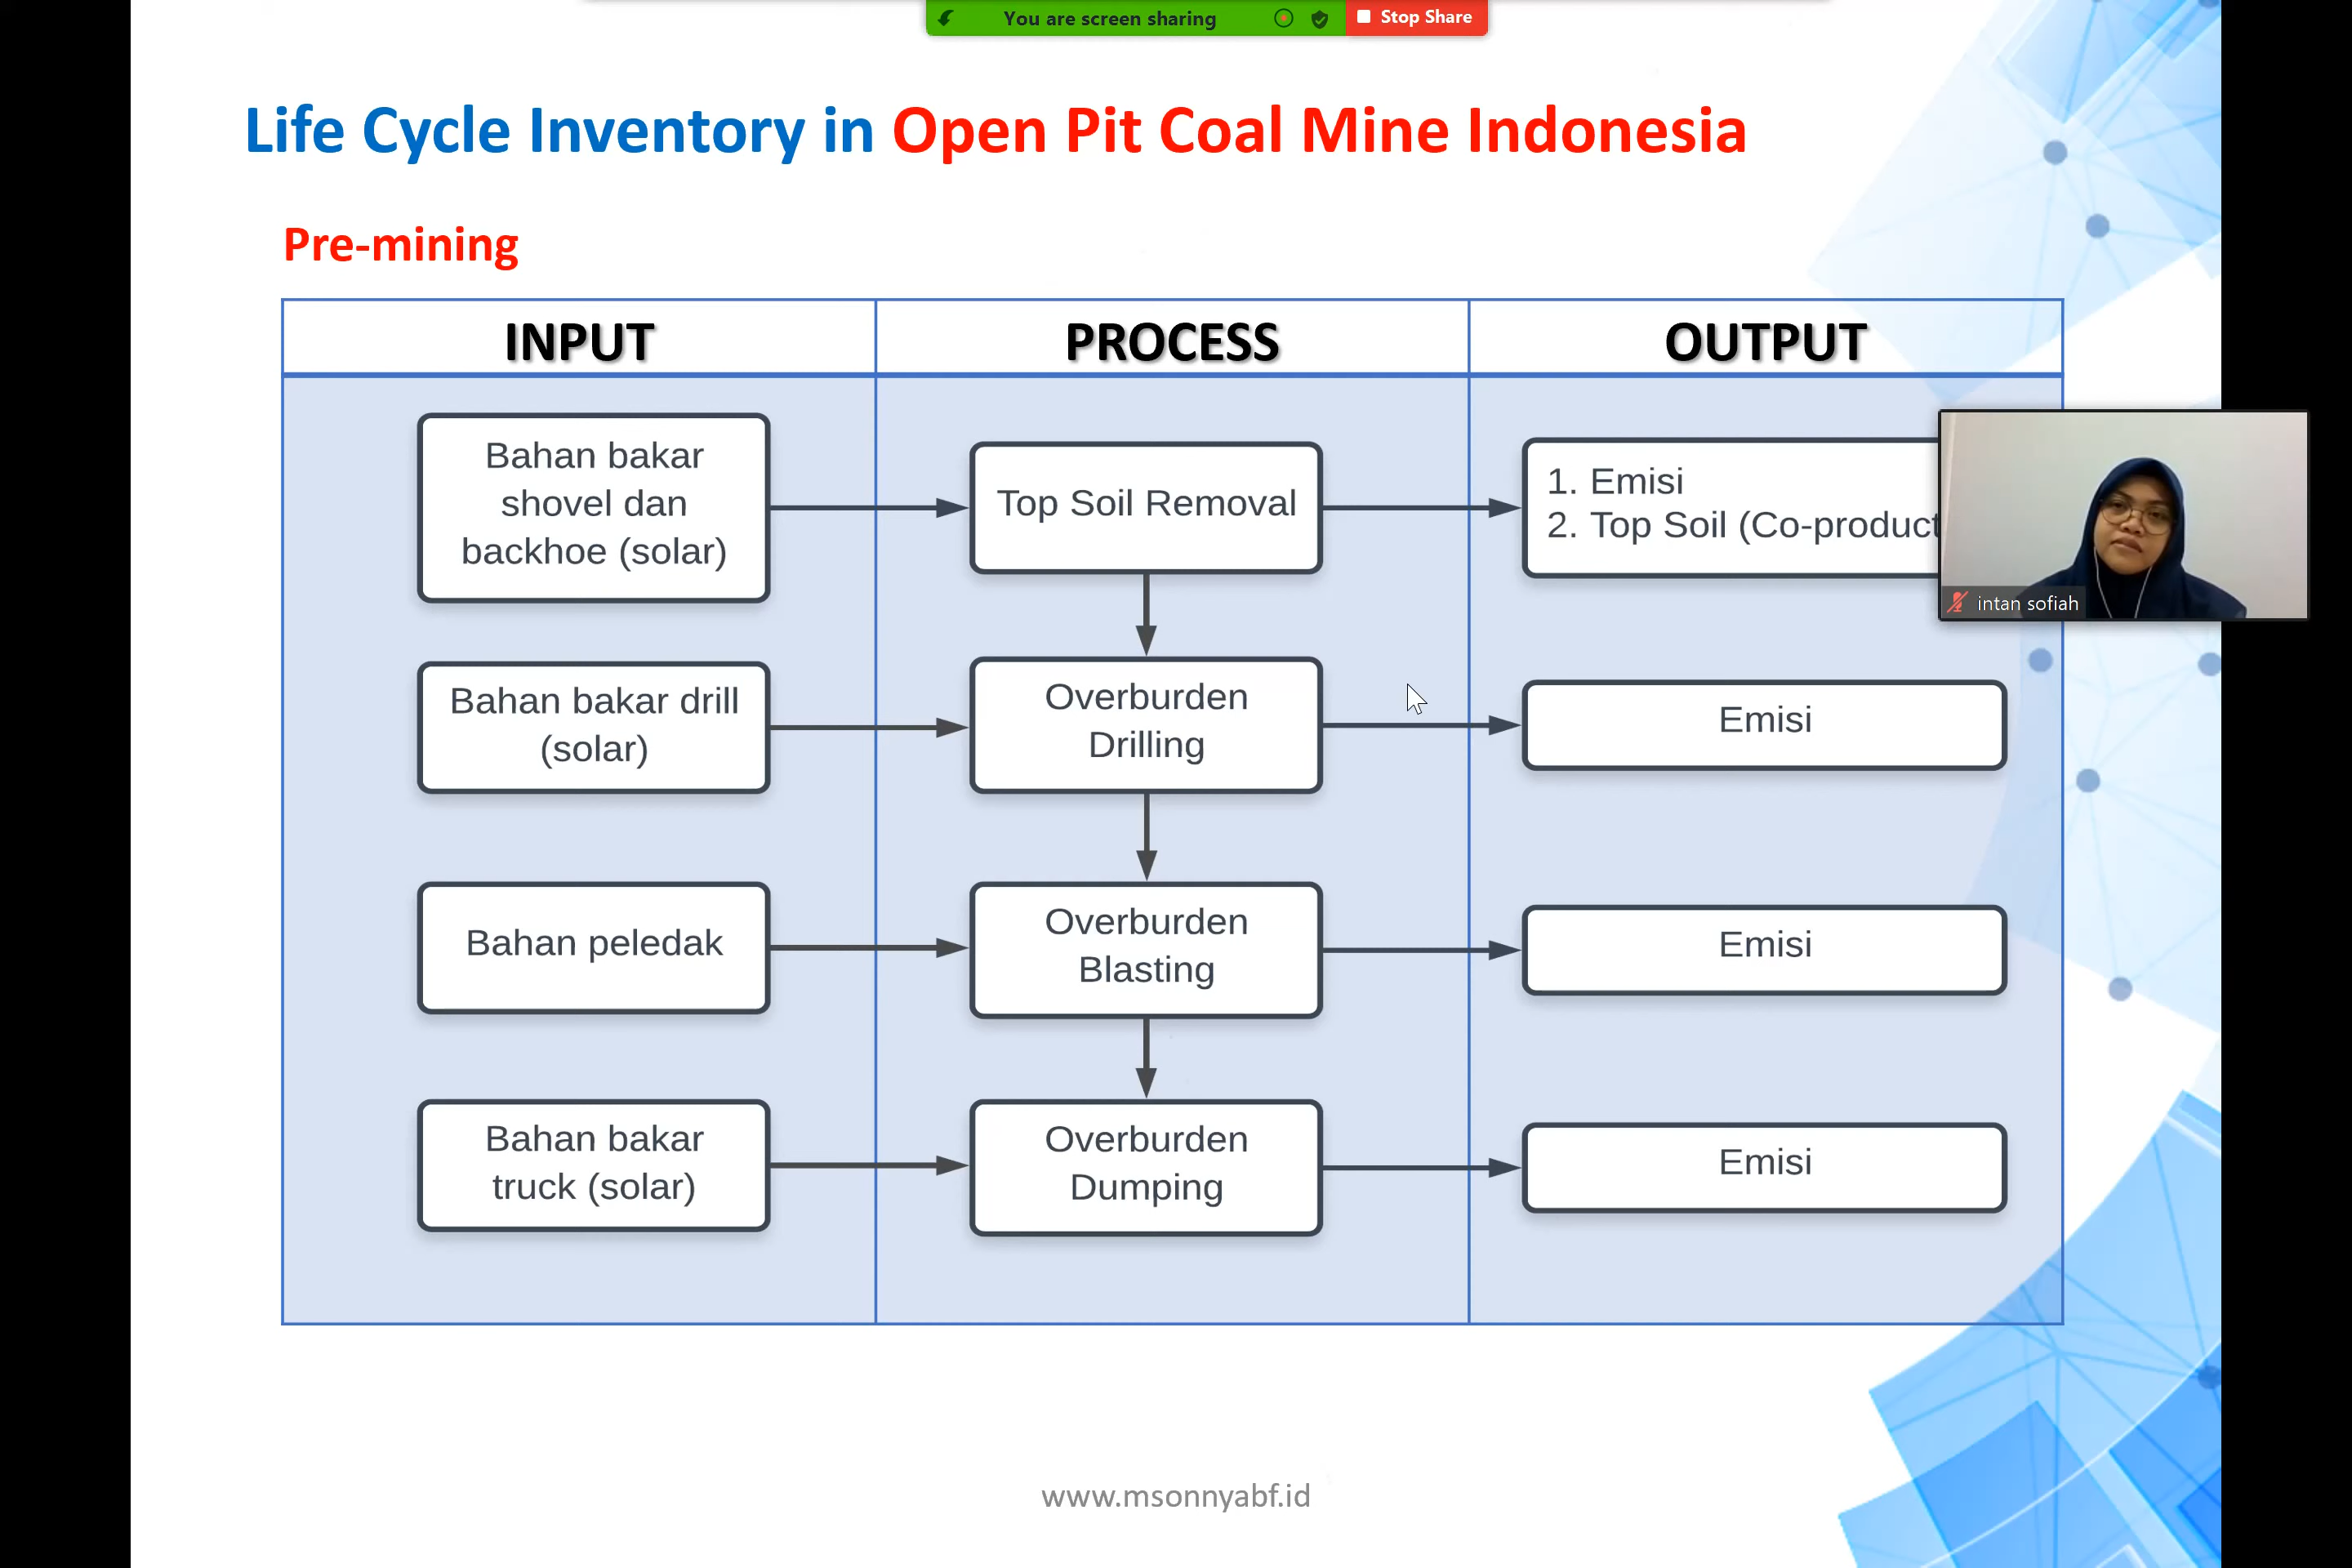 You are screen sharing
Stop Share
Life Cycle Inventory in Open Pit Coal Mine Indonesia
Pre-mining
INPUT
PROCESS
OUTPUT
Bahan bakar
shovel dan
backhoe (solar)
Top Soil Removal
1. Emisi
2. Top Soil (Co-product
intan sofiah
Bahan bakar drill
(solar)
Overburden
Drilling
Emisi
Bahan peledak
Overburden
Blasting
Emisi
Bahan bakar
truck (solar)
Overburden
Dumping
Emisi
www.msonnyabf.id